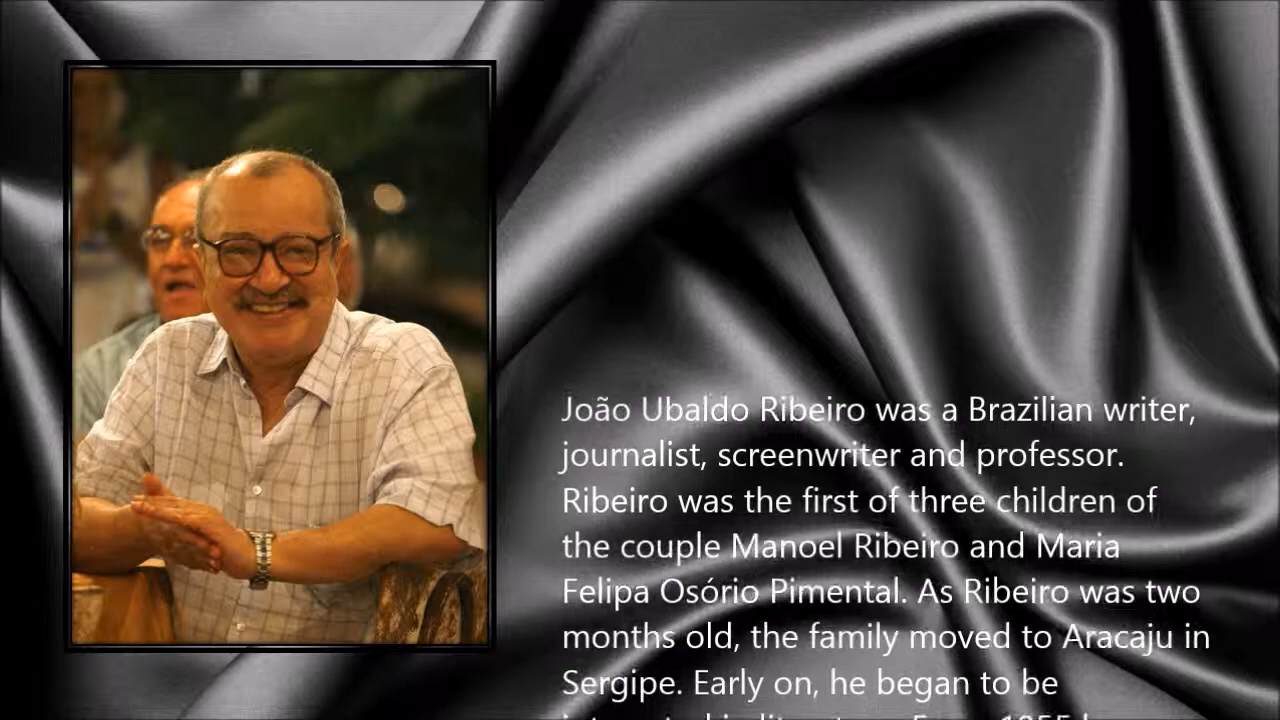 João Ubaldo Ribeiro was a Brazilian writer,
journalist, screenwriter and professor.
Ribeiro was the first of three children of
the couple Manoel Ribeiro and Maria
Felipa Osório Pimental. As Ribeiro was two
months old, the family moved to Aracaju in
Sergipe. Early on, he began to be